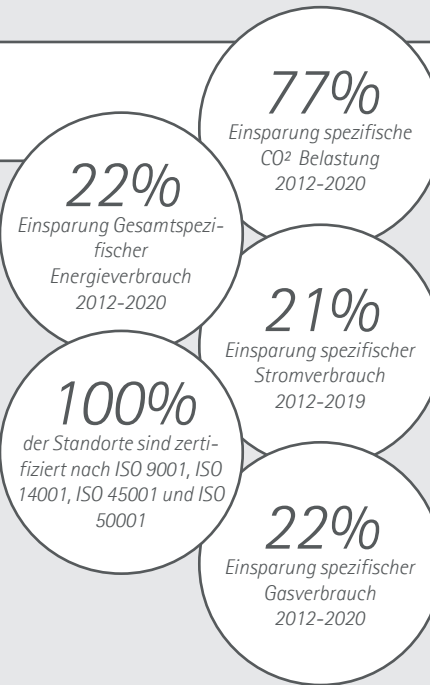 77%
Einsparung spezifische
CO² Belastung
2012-2020
22%
Einsparung Gesamtspezi-
fischer
Energieverbrauch
2012-2020
21%
Einsparung spezifischer
Stromverbrauch
2012-2019
100%
der Standorte sind zerti-
fiziert nach ISO 9001, ISO
14001, ISO 45001 und ISO
50001
22%
Einsparung spezifischer
Gasverbrauch
2012-2020